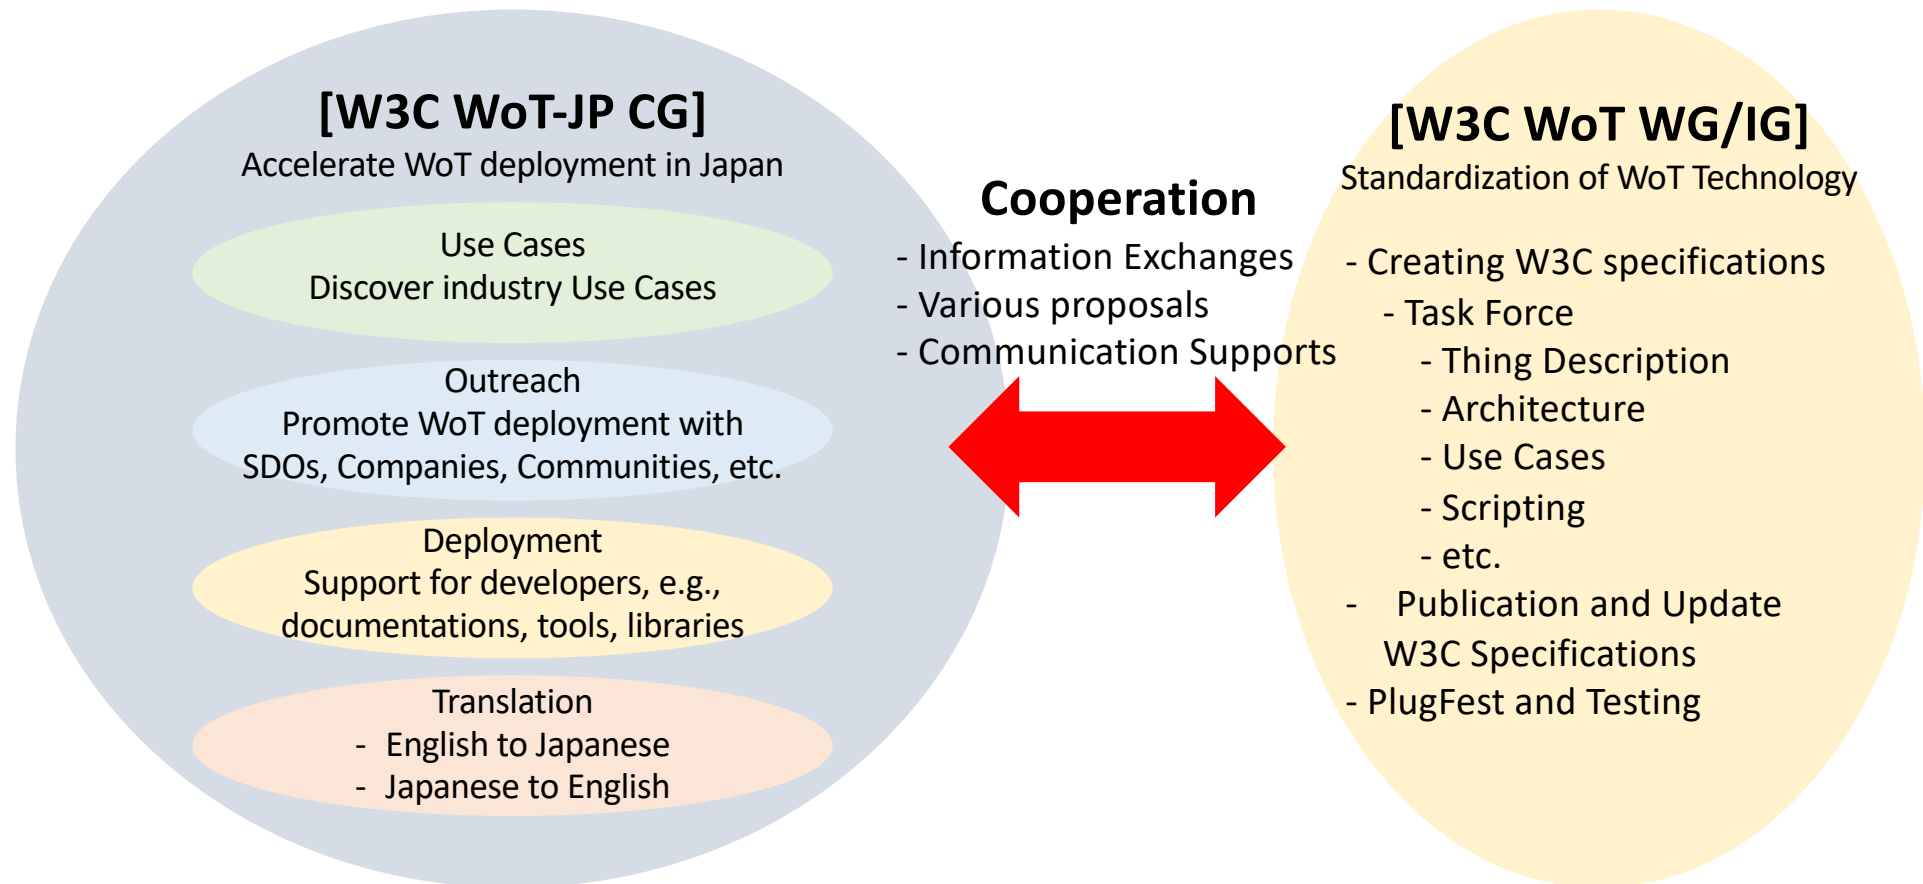 [W3C WoT-JP CG]
Accelerate WoT deployment in Japan
Use Cases
Discover industry Use Cases
Outreach
Promote WoT deployment with
SDOs, Companies, Communities, etc.
Deployment
Support for developers, e.g.,
documentations, tools, libraries
Translation
- English to Japanese
- Japanese to English
Cooperation
- Information Exchanges
- Various proposals
- Communication Supports
[W3C WoT WG/IG]
Standardization of WoT Technology
- Creating W3C specifications
- Task Force
- Thing Description
- Architecture
- Use Cases
- Scripting
- etc.
- Publication and Update
W3C Specifications
- PlugFest and Testing